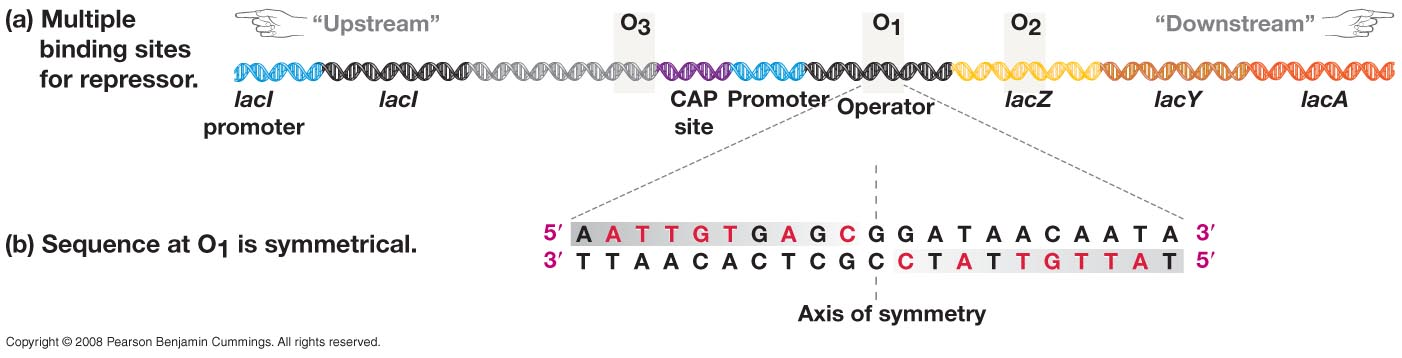 (a) Multiple
binding sites
for repressor.
“Upstream”
O3
O1
O2
“Downstream”
lacI
promoter
lacI
CAP
site
Promoter
Operator
lacZ
lacY
lacA
(b) Sequence at O1 is symmetrical.
5′ A A T T G T G A G C G G A T A A C A A T A 3′
3′ T T A A C A C T C G C C T A T T G T T A T 5′
Axis of symmetry
Copyright © 2008 Pearson Benjamin Cummings. All rights reserved.